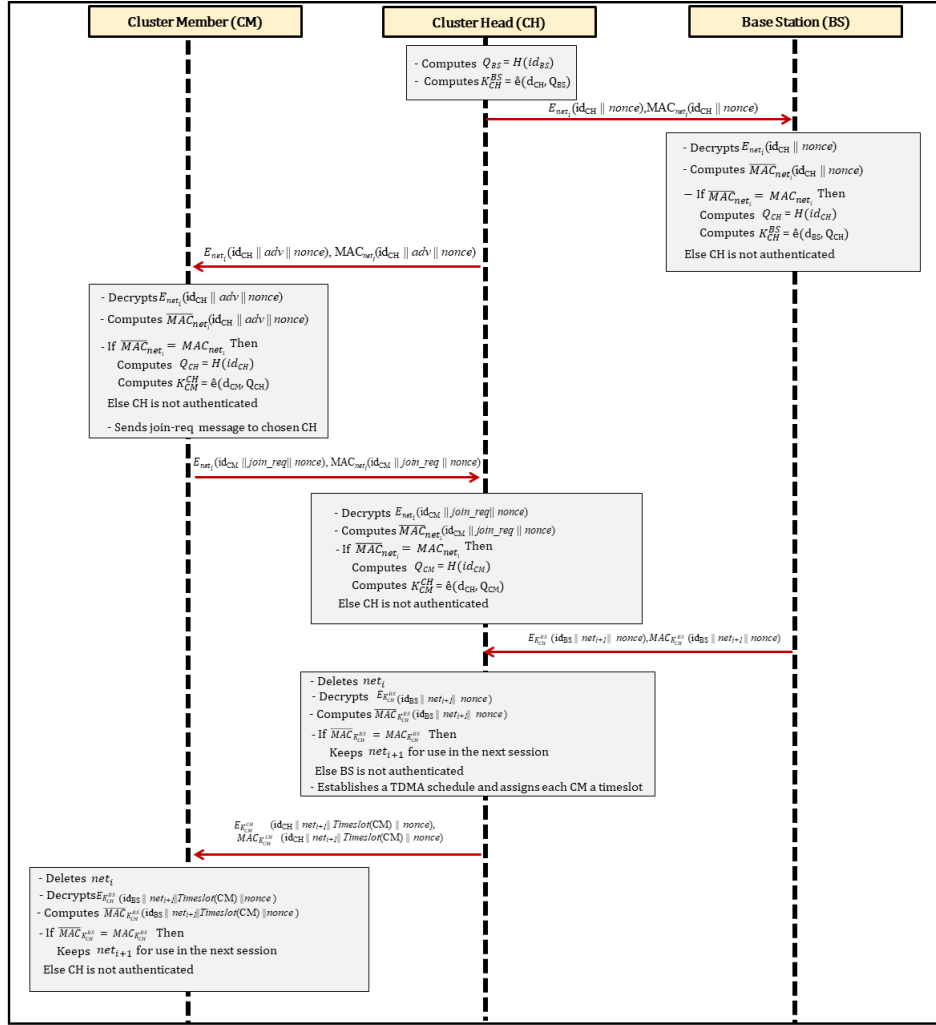 Cluster Member (CM)
Cluster Head (CH)
Base Station (BS)
- Computes Q_BS = H(id_BS)
- Computes K_CH^BS = ê(d_CH, Q_BS)
E_net_i(id_CH || nonce),MAC_net_i(id_CH || nonce)
- Decrypts E_net_i(id_CH || nonce)
- Computes M̅A̅C̅_net_i(id_CH || nonce)
– If M̅A̅C̅_net_i = MAC_net_i Then
Computes Q_CH = H(id_CH)
Computes K_CH^BS = ê(d_BS, Q_CH)
Else CH is not authenticated
E_net_i(id_CH || adv || nonce), MAC_net_i(id_CH || adv || nonce)
- Decrypts E_net_i(id_CH || adv || nonce)
- Computes M̅A̅C̅_net_i(id_CH || adv || nonce)
- If M̅A̅C̅_net_i = MAC_net_i Then
Computes Q_CH = H(id_CH)
Computes K_CM^CH = ê(d_CM, Q_CH)
Else CH is not authenticated
- Sends join-req message to chosen CH
E_net_i(id_CM || join_req || nonce), MAC_net_i(id_CM || join_req || nonce)
- Decrypts E_net_i(id_CM || join_req || nonce)
- Computes M̅A̅C̅_net_i(id_CM || join_req || nonce)
- If M̅A̅C̅_net_i = MAC_net_i Then
Computes Q_CM = H(id_CM)
Computes K_CM^CH = ê(d_CH, Q_CM)
Else CH is not authenticated
E_K_CH^BS (id_BS || net_i+1 || nonce),MAC_K_CH^BS (id_BS || net_i+1 || nonce)
- Deletes net_i
- Decrypts E_K_CH^BS(id_BS || net_i+1 || nonce)
- Computes M̅A̅C̅_K_CH^BS(id_BS || net_i+1 || nonce)
- If M̅A̅C̅_K_CH^BS = MAC_K_CH^BS Then
Keeps net_i+1 for use in the next session
Else BS is not authenticated
- Establishes a TDMA schedule and assigns each CM a timeslot
E_K_CM^CH (id_CH || net_i+1 || Timeslot(CM) || nonce),
MAC_K_CM^CH (id_CH || net_i+1 || Timeslot(CM) || nonce)
- Deletes net_i
- Decrypts E_K_CH^BS(id_BS || net_i+1 || Timeslot(CM) || nonce)
- Computes M̅A̅C̅_K_CH^BS(id_BS || net_i+1 || Timeslot(CM) || nonce)
- If M̅A̅C̅_K_CH^BS = MAC_K_CH^BS Then
Keeps net_i+1 for use in the next session
Else CH is not authenticated